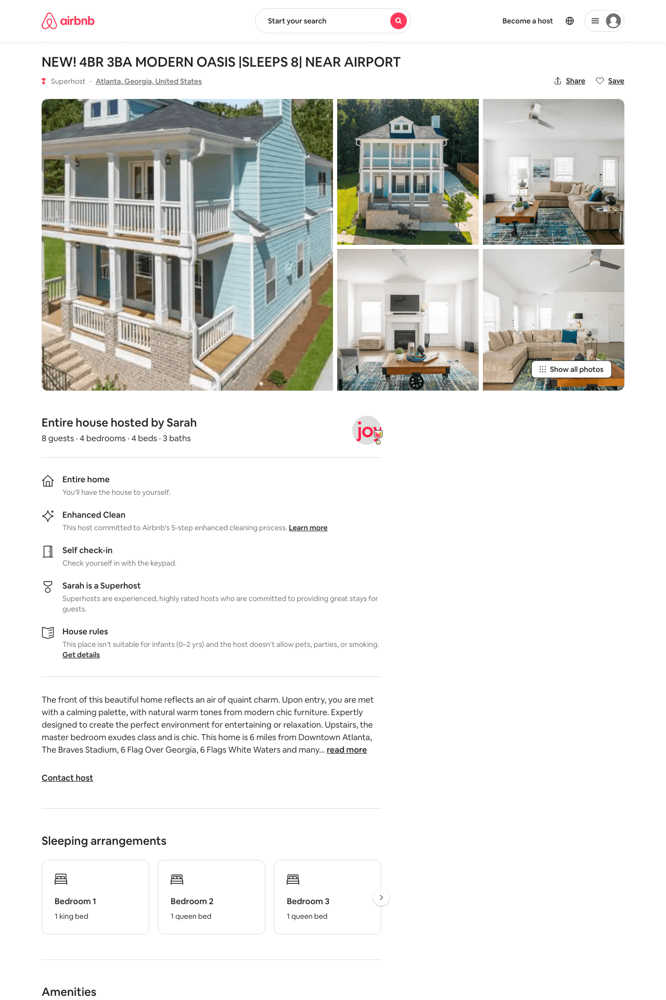 airbnb
Start your search
Become a host
NEW! 4BR 3BA MODERN OASIS |SLEEPS 8| NEAR AIRPORT
Superhost · Atlanta, Georgia, United States
Share
Save
Show all photos
Entire house hosted by Sarah
8 guests · 4 bedrooms · 4 beds · 3 baths
joy
Entire home
You’ll have the house to yourself.
Enhanced Clean
This host committed to Airbnb's 5-step enhanced cleaning process. Learn more
Self check-in
Check yourself in with the keypad.
Sarah is a Superhost
Superhosts are experienced, highly rated hosts who are committed to providing great stays for
guests.
House rules
This place isn’t suitable for infants (0–2 yrs) and the host doesn’t allow pets, parties, or smoking.
Get details
The front of this beautiful home reflects an air of quaint charm. Upon entry, you are met
with a calming palette, with natural warm tones from modern chic furniture. Expertly
designed to create the perfect environment for entertaining or relaxation. Upstairs, the
master bedroom exudes class and is chic. This home is 6 miles from Downtown Atlanta,
The Braves Stadium, 6 Flag Over Georgia, 6 Flags White Waters and many... read more
Contact host
Sleeping arrangements
Bedroom 1
1 king bed
Bedroom 2
1 queen bed
Bedroom 3
1 queen bed
Amenities